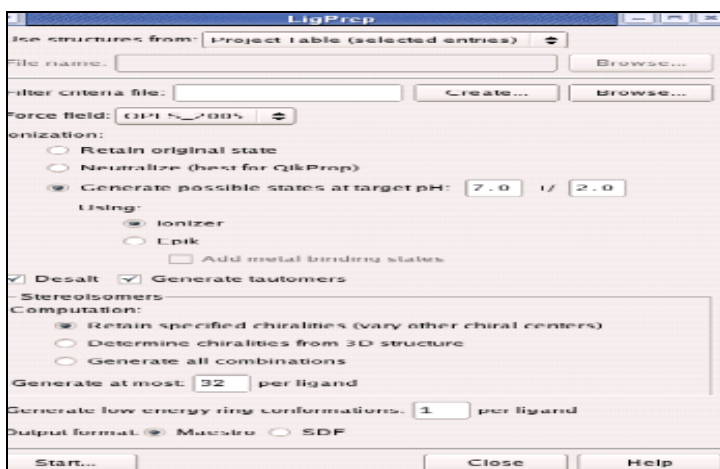 LigPrep
Use structures from: Project Table (selected entries)
File name: Browse...
Filter criteria file: Create... Browse...
Force field: OPLS_2005
Ionization:
Retain original state
Neutralize (best for QikProp)
Generate possible states at target pH: 7.0 +/- 2.0
Using:
Ionizer
Epik
Add metal binding states
Desalt Generate tautomers
Stereoisomers
Computation:
Retain specified chiralities (vary other chiral centers)
Determine chiralities from 3D structure
Generate all combinations
Generate at most: 32 per ligand
Generate low energy ring conformations: 1 per ligand
Output format: Maestro SDF
Start... Close Help